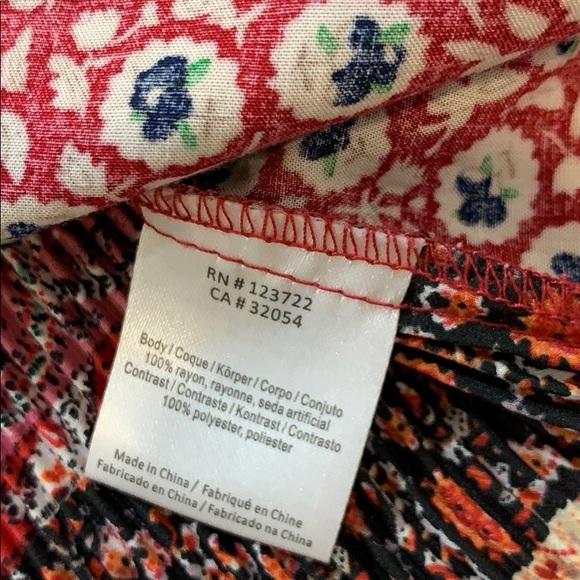 RN # 123722
CA # 32054
Body / Coque / Körper / Corpo / Conjuto
100% rayon, rayonne, seda artificial
Contrast / Contraste / Kontrast / Contrasto
100% polyester, poliester
Made in China / Fabriqué en Chine
Fabricado en China / Fabricado na China